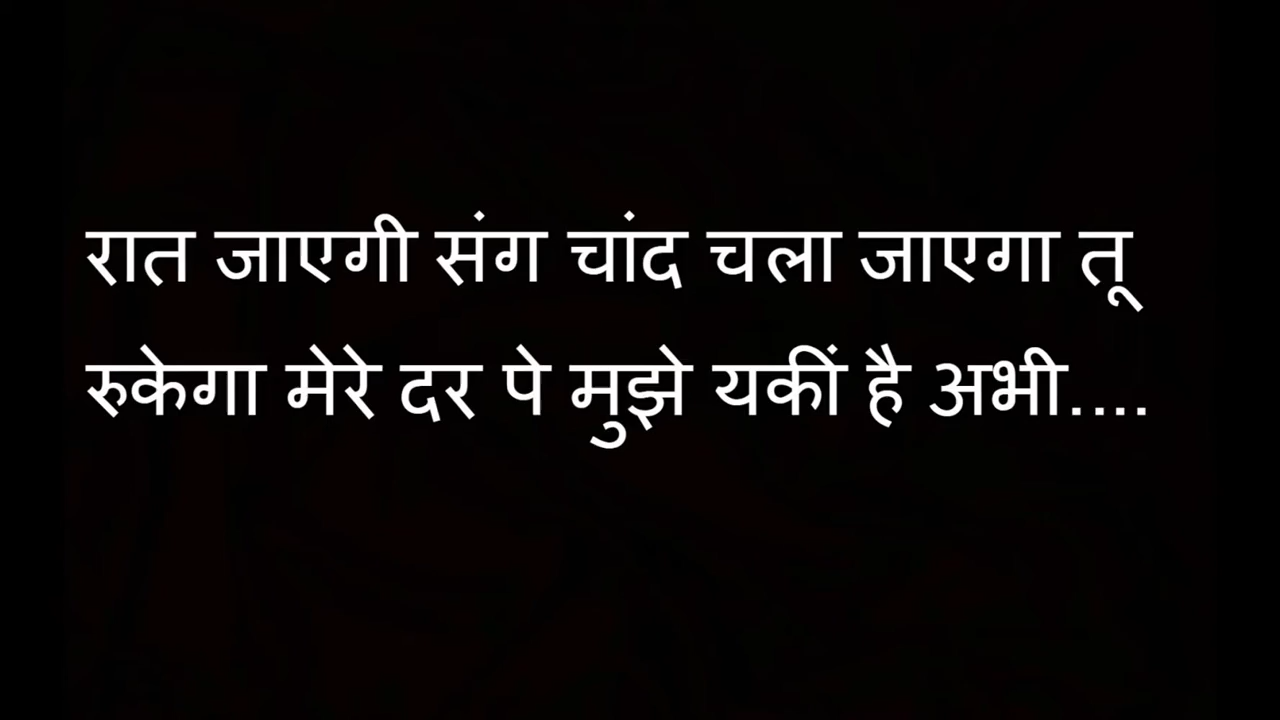 रात जाएगी संग चांद चला जाएगा तू
रुकेगा मेरे दर पे मुझे यकीं है अभी....